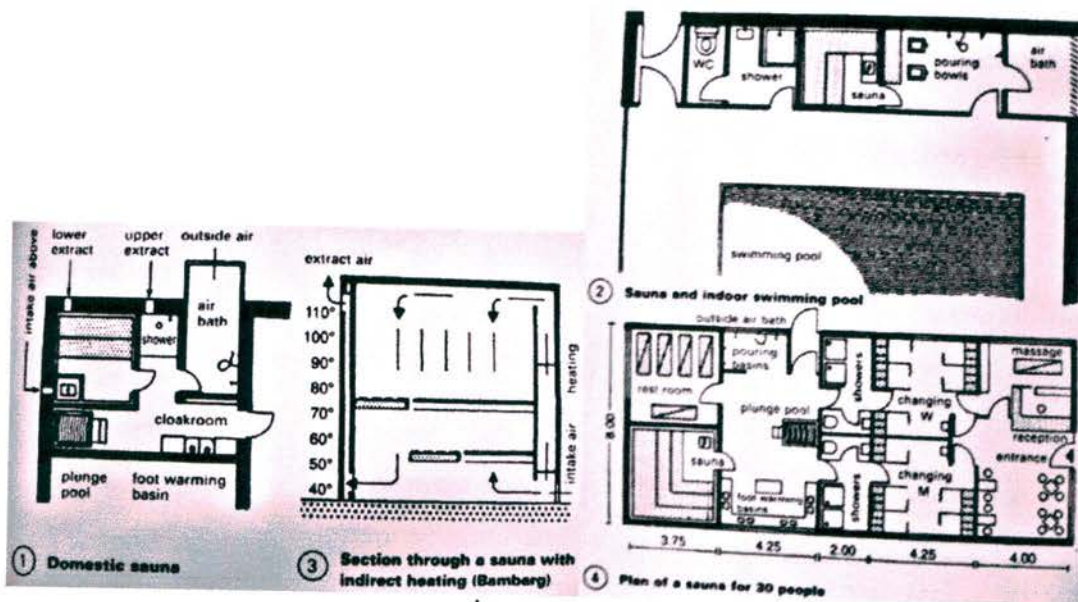 lower
extract
upper
extract
outside air
intake air above
air
bath
shower
cloakroom
plunge
pool
foot warming
basin
1 Domestic sauna
extract air
110°
100°
90°
80°
70°
60°
50°
40°
heating
intake air
3 Section through a sauna with
indirect heating (Bamberg)
WC
shower
sauna
pouring
bowls
air
bath
swimming pool
2 Sauna and indoor swimming pool
outside air bath
pouring
basins
rest room
plunge pool
sauna
foot warming
basins
showers
showers
changing
W
changing
M
massage
reception
entrance
8.00
3.75
4.25
2.00
4.25
4.00
4 Plan of a sauna for 30 people